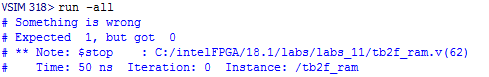 VSIM 318> run -all
# Something is wrong
# Expected  1, but got  0
# ** Note: $stop    : C:/intelFPGA/18.1/labs/labs_11/tb2f_ram.v(62)
#    Time: 50 ns  Iteration: 0  Instance: /tb2f_ram